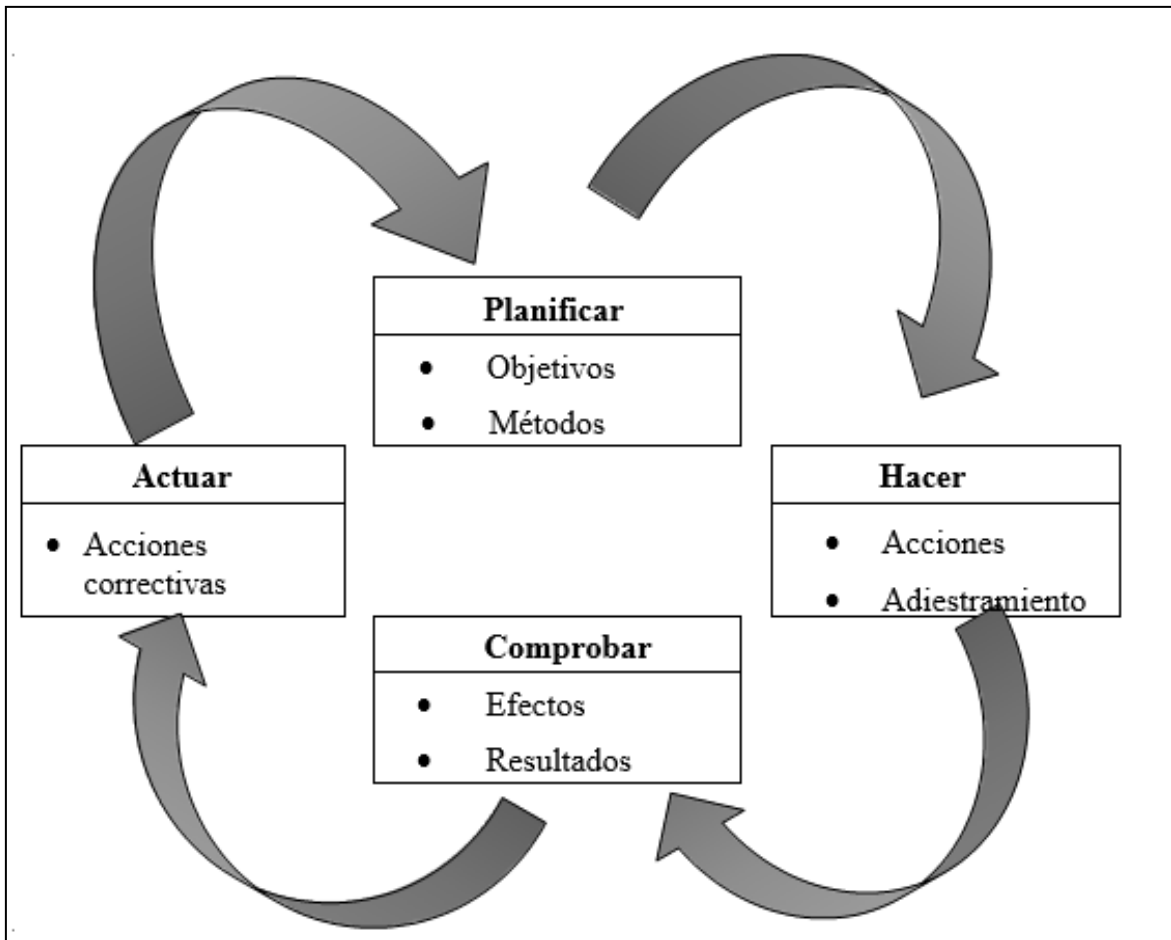 Planificar
• Objetivos
• Métodos
Actuar
• Acciones
correctivas
Hacer
• Acciones
• Adiestramiento
Comprobar
• Efectos
• Resultados